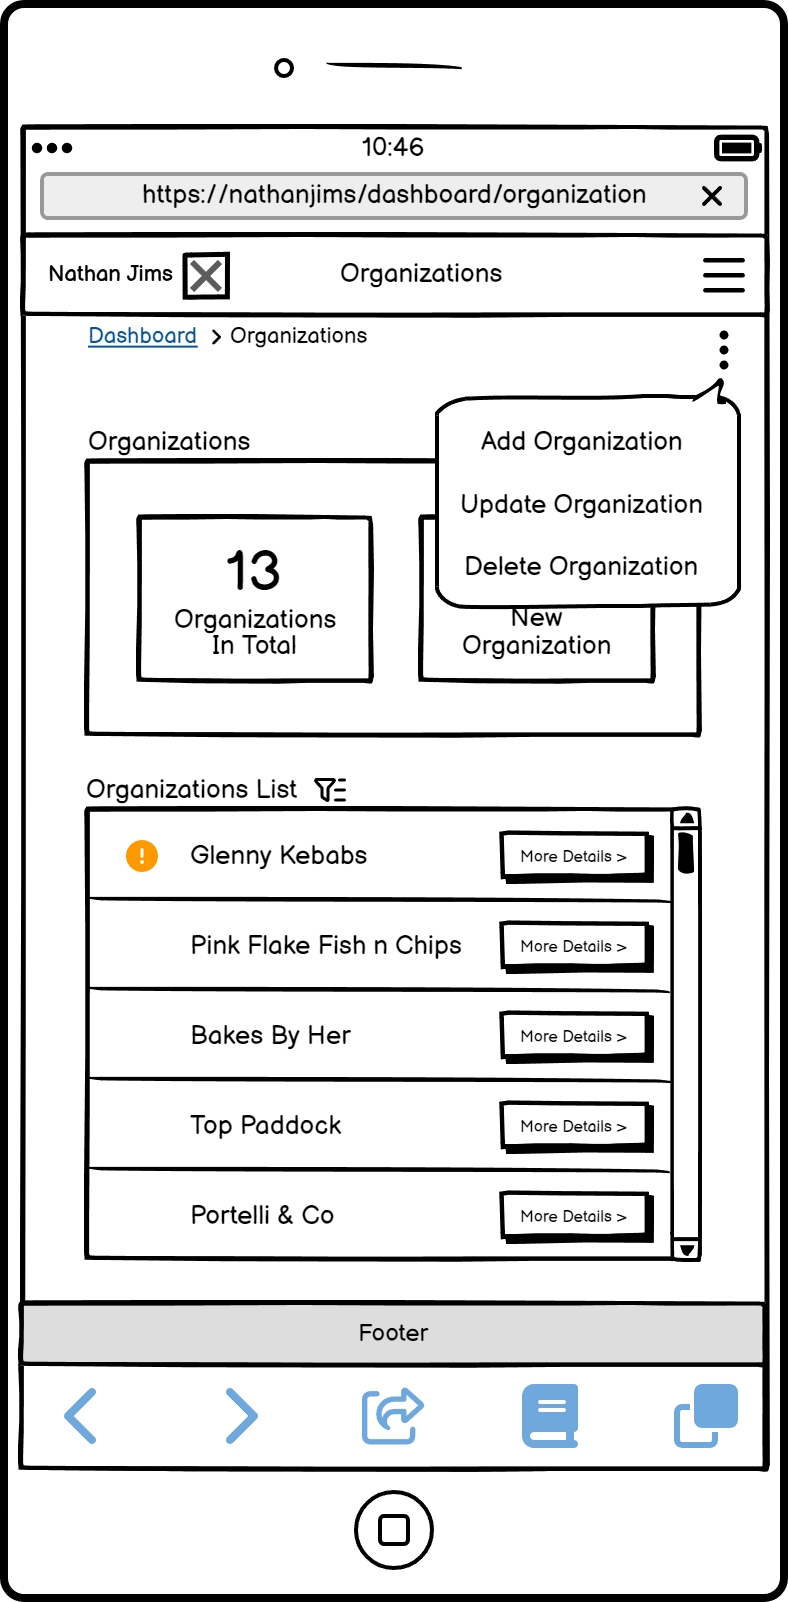 10:46
https://nathanjims/dashboard/organization
Nathan Jims
Organizations
Dashboard > Organizations
Add Organization
Update Organization
Delete Organization
Organizations
13
Organizations
In Total
New
Organization
Organizations List
Glenny Kebabs
More Details >
Pink Flake Fish n Chips
More Details >
Bakes By Her
More Details >
Top Paddock
More Details >
Portelli & Co
More Details >
Footer